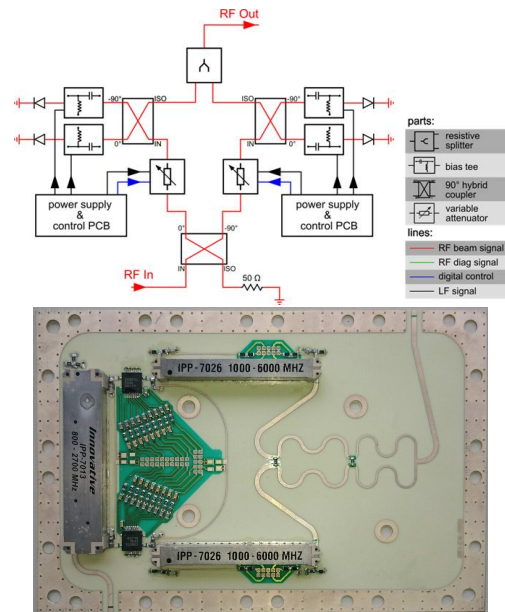 RF Out
-90°
ISO
ISO
-90°
0°
IN
IN
0°
power supply
&
control PCB
power supply
&
control PCB
0°
-90°
RF In
IN
ISO
50 Ω
parts:
resistive
splitter
bias tee
90° hybrid
coupler
variable
attenuator
lines:
RF beam signal
RF diag signal
digital control
LF signal
Innovative
IPP-7013
800 - 2700 MHz
IPP-7026 1000-6000 MHZ
IPP-7026 1000-6000 MHZ